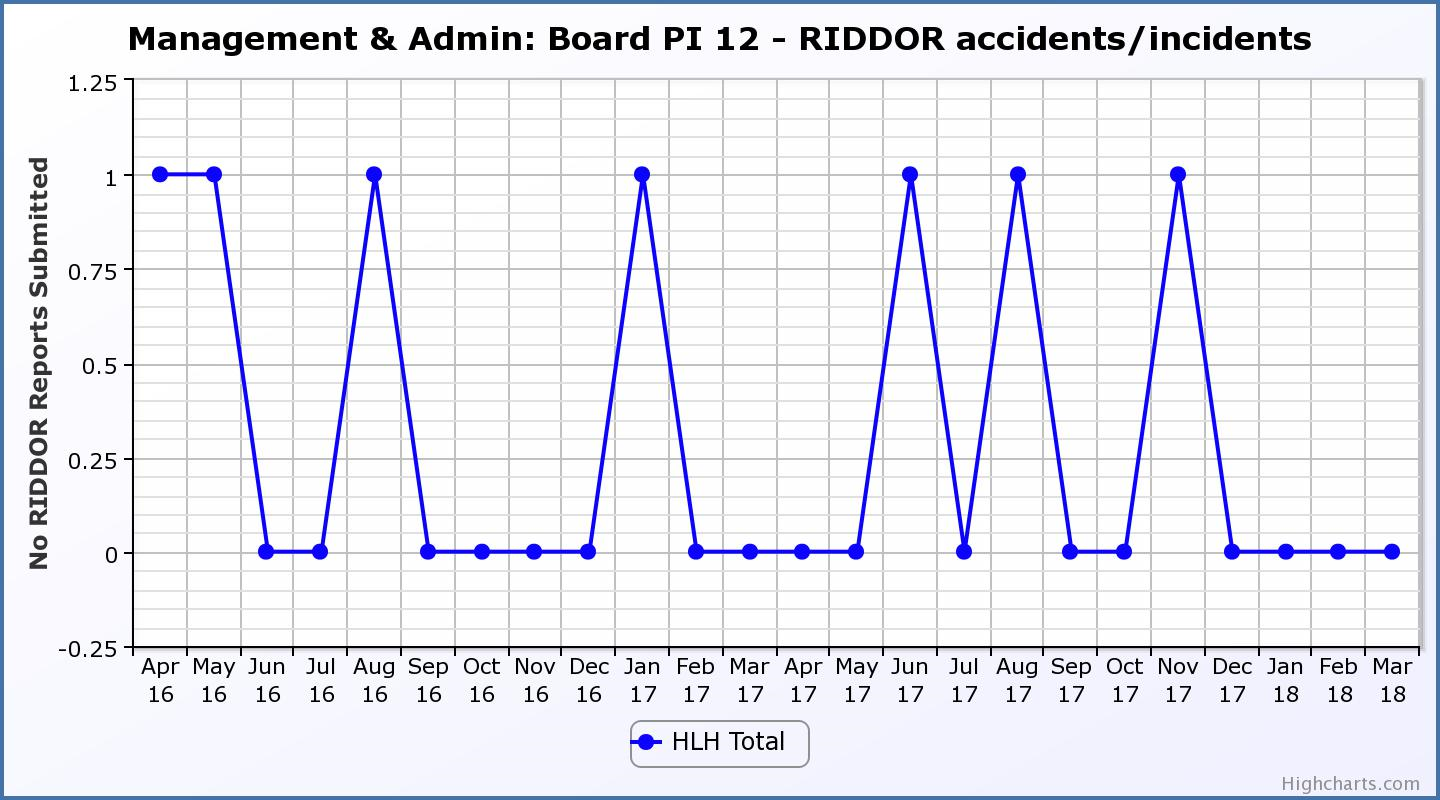 Management & Admin: Board PI 12 - RIDDOR accidents/incidents
No RIDDOR Reports Submitted
1.25
1
0.75
0.5
0.25
0
-0.25
Apr May Jun Jul Aug Sep Oct Nov Dec Jan Feb Mar Apr May Jun Jul Aug Sep Oct Nov Dec Jan Feb Mar
16 16 16 16 16 16 16 16 16 17 17 17 17 17 17 17 17 17 17 17 17 18 18 18
HLH Total
Highcharts.com